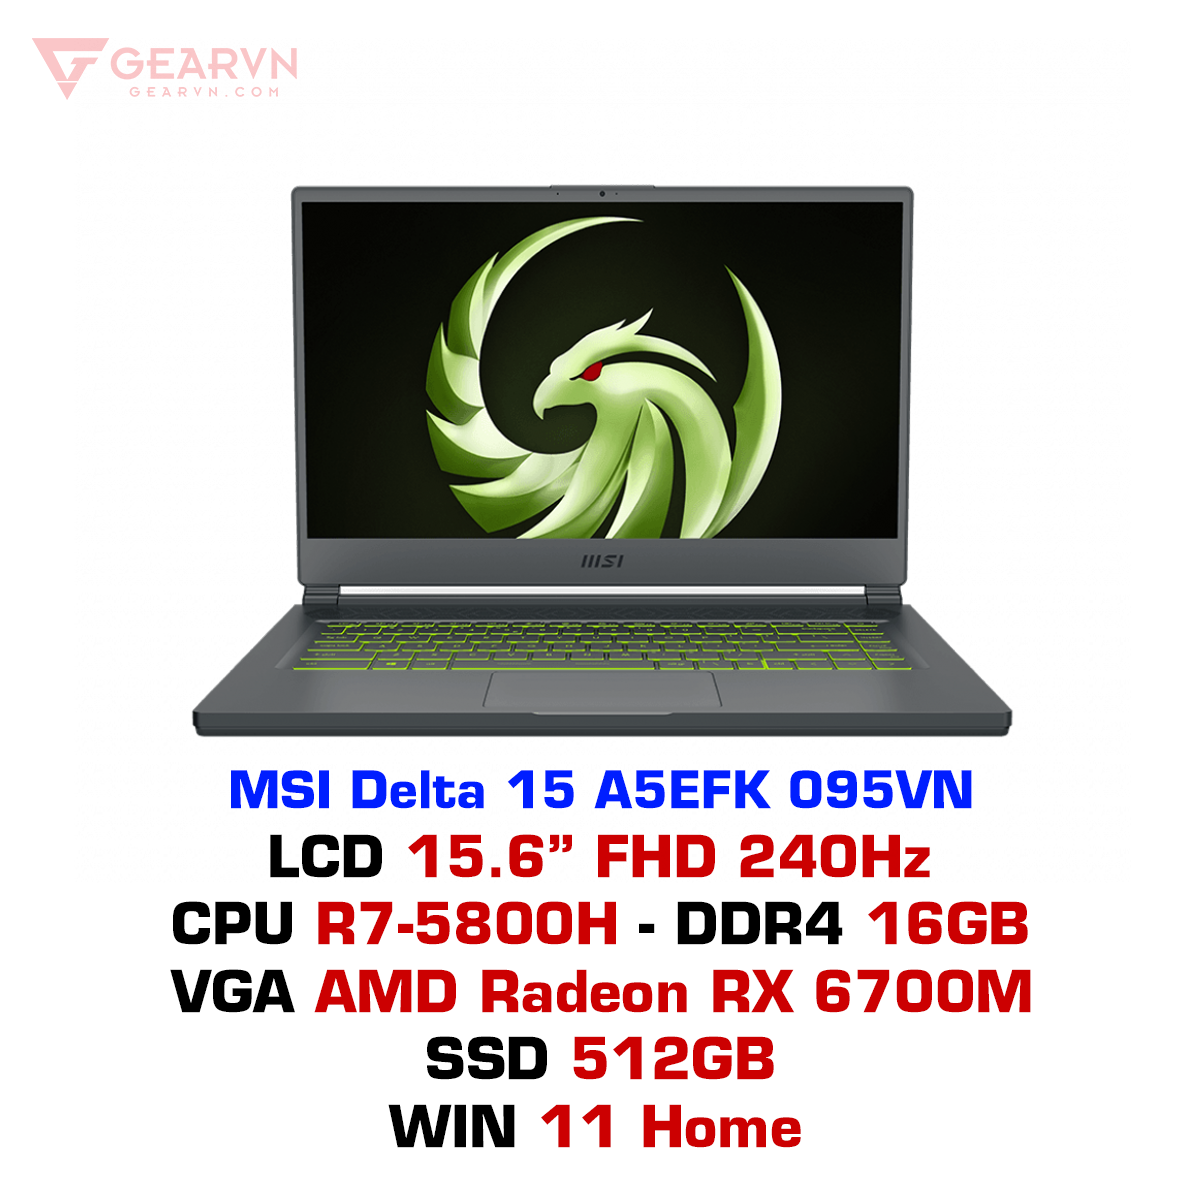 GEARVN
GEARVN.COM
msi
MSI Delta 15 A5EFK 095VN
LCD 15.6” FHD 240Hz
CPU R7-5800H - DDR4 16GB
VGA AMD Radeon RX 6700M
SSD 512GB
WIN 11 Home